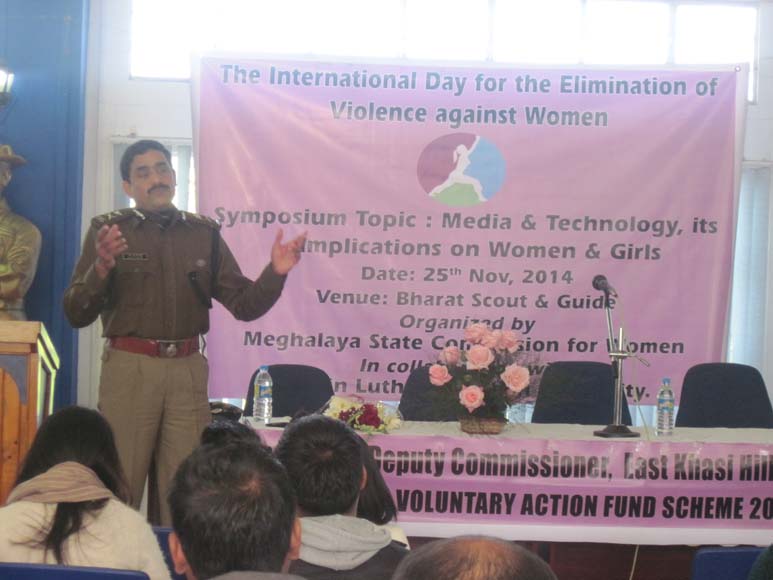 The International Day for the Elimination of
Violence against Women
Symposium Topic : Media & Technology, its
Implications on Women & Girls
Date: 25th Nov, 2014
Venue: Bharat Scout & Guide
Organized by
Meghalaya State Commission for Women
In
Deputy Commissioner, East Khasi
VOLUNTARY ACTION FUND SCHEME